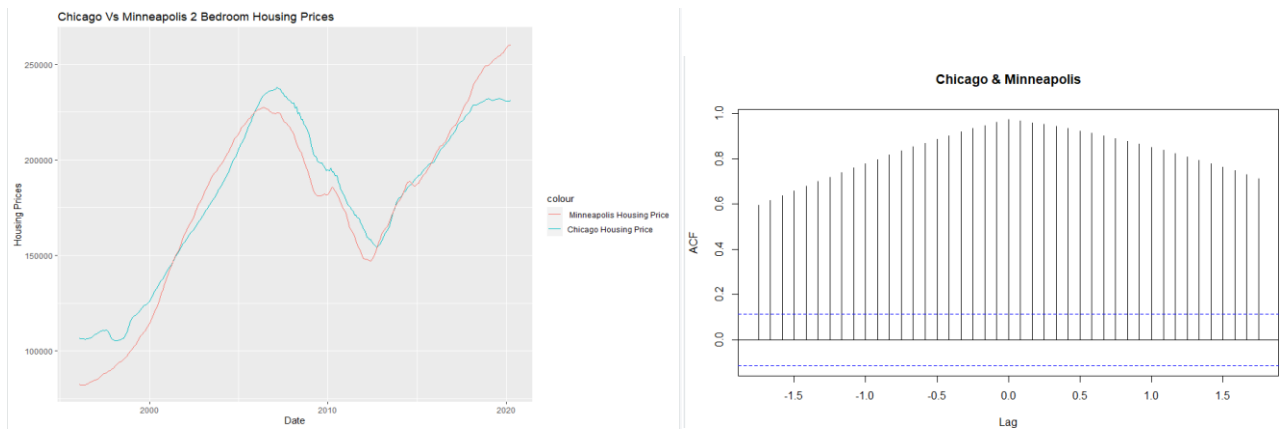 Chicago Vs Minneapolis 2 Bedroom Housing Prices
250000
200000
150000
100000
Housing Prices
2000
2010
2020
Date
colour
Minneapolis Housing Price
Chicago Housing Price
Chicago & Minneapolis
1.0
0.8
0.6
0.4
0.2
0.0
ACF
-1.5
-1.0
-0.5
0.0
0.5
1.0
1.5
Lag